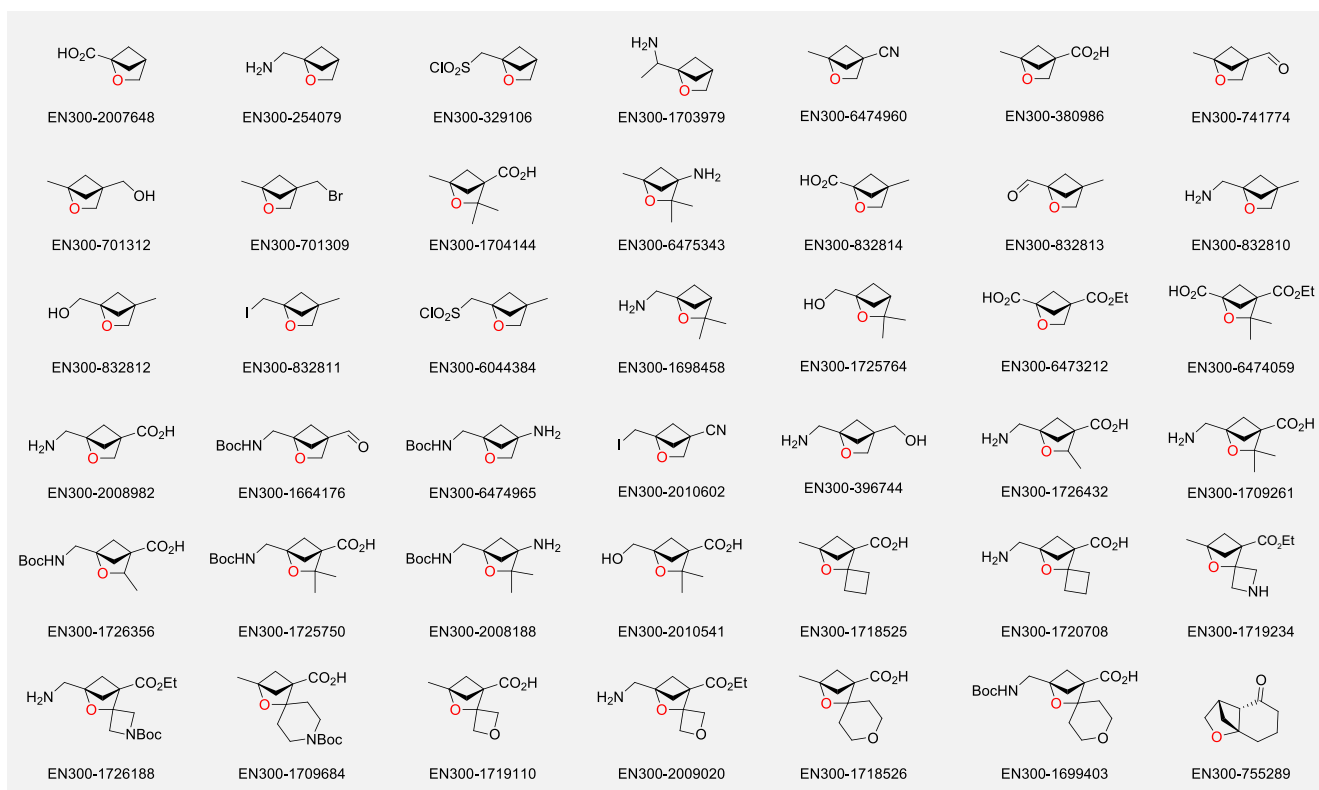 HO₂C O
EN300-2007648
H₂N O
EN300-254079
ClO₂S O
EN300-329106
H₂N O
EN300-1703979
CN O
EN300-6474960
CO₂H O
EN300-380986
O O
EN300-741774
OH O
EN300-701312
Br O
EN300-701309
CO₂H O
EN300-1704144
NH₂ O
EN300-6475343
HO₂C O
EN300-832814
O O
EN300-832813
H₂N O
EN300-832810
HO O
EN300-832812
I O
EN300-832811
ClO₂S O
EN300-6044384
H₂N O
EN300-1698458
HO O
EN300-1725764
HO₂C CO₂Et O
EN300-6473212
HO₂C CO₂Et O
EN300-6474059
H₂N CO₂H O
EN300-2008982
BocHN O O
EN300-1664176
BocHN NH₂ O
EN300-6474965
I CN O
EN300-2010602
H₂N OH O
EN300-396744
H₂N CO₂H O
EN300-1726432
H₂N CO₂H O
EN300-1709261
BocHN CO₂H O
EN300-1726356
BocHN CO₂H O
EN300-1725750
BocHN NH₂ O
EN300-2008188
HO CO₂H O
EN300-2010541
CO₂H O
EN300-1718525
H₂N CO₂H O
EN300-1720708
CO₂Et O NH
EN300-1719234
H₂N CO₂Et O NBoc
EN300-1726188
CO₂H O NBoc
EN300-1709684
CO₂H O O
EN300-1719110
H₂N CO₂Et O O
EN300-2009020
CO₂H O O
EN300-1718526
BocHN CO₂H O O
EN300-1699403
O H O
EN300-755289